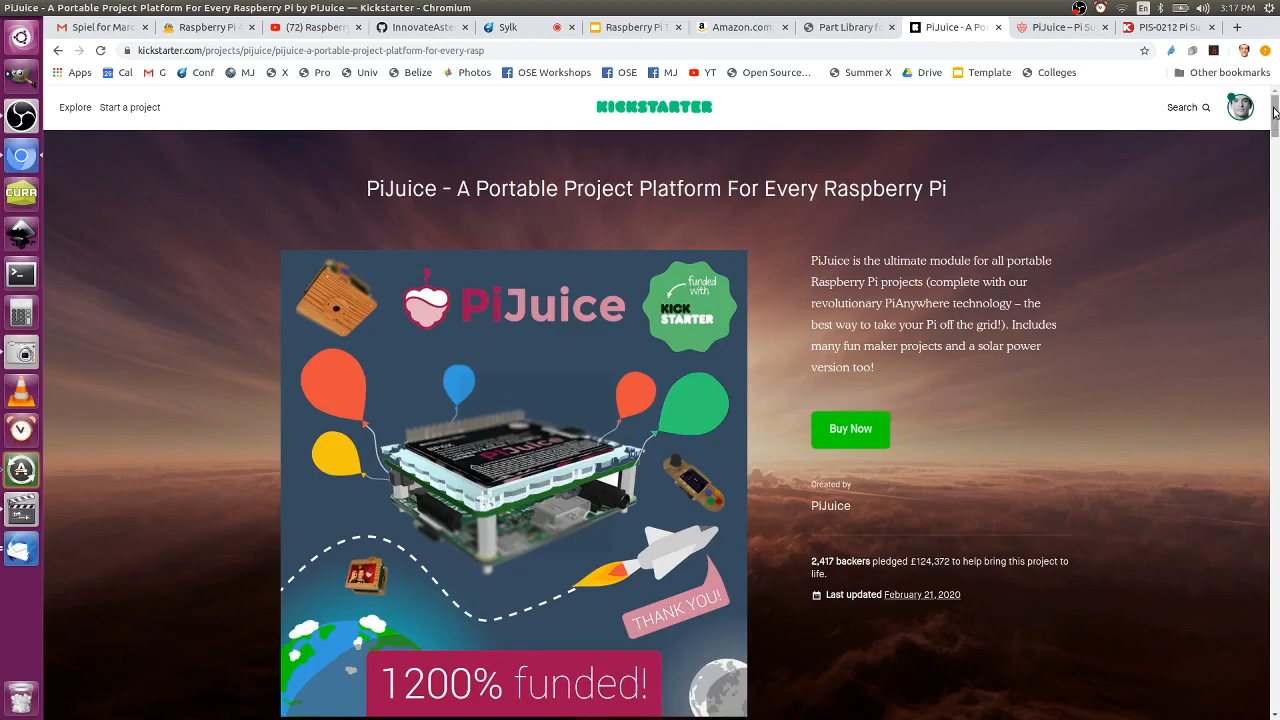 PiJuice - A Portable Project Platform For Every Raspberry Pi by PiJuice — Kickstarter - Chromium
En
3:17 PM
Spiel for Marc
Raspberry Pi
(72) Raspberr
InnovateAster
Sylk
Raspberry Pi T
Amazon.com:
Part Library fo
PiJuice - A Po
PiJuice – Pi Su
PIS-0212 Pi Su
kickstarter.com/projects/pijuice/pijuice-a-portable-project-platform-for-every-rasp
Apps
Cal
G
Conf
MJ
X
Pro
Univ
Belize
Photos
OSE Workshops
OSE
MJ
YT
Open Source...
Summer X
Drive
Template
Colleges
Other bookmarks
Explore
Start a project
KICKSTARTER
Search
PiJuice - A Portable Project Platform For Every Raspberry Pi
PiJuice
funded
with
KICK
STARTER
THANK YOU!
1200% funded!
PiJuice is the ultimate module for all portable
Raspberry Pi projects (complete with our
revolutionary PiAnywhere technology – the
best way to take your Pi off the grid!). Includes
many fun maker projects and a solar power
version too!
Buy Now
Created by
PiJuice
2,417 backers pledged £124,372 to help bring this project to
life.
Last updated February 21, 2020
CURA